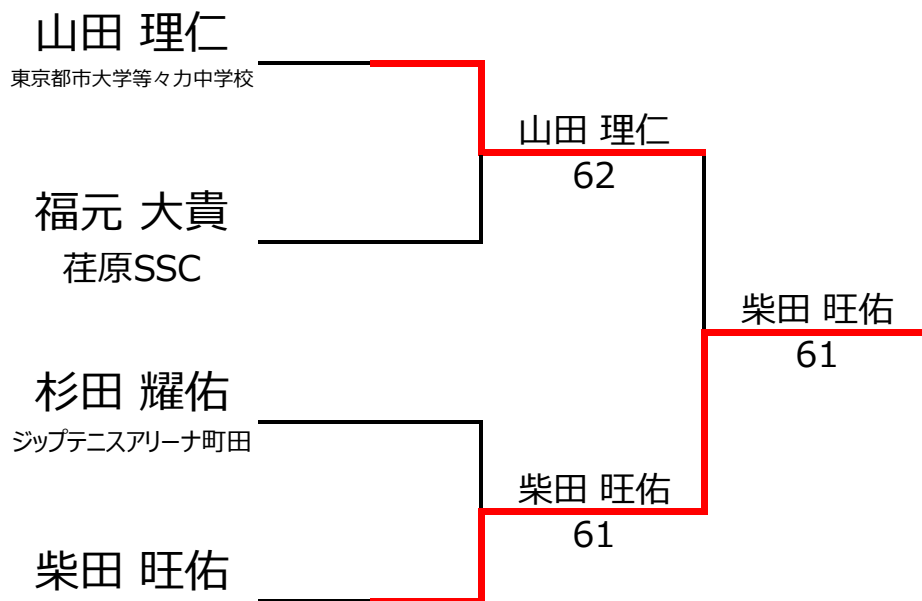 山田 理仁
東京都市大学等々力中学校
山田 理仁
62
福元 大貴
荏原SSC
柴田 旺佑
61
杉田 耀佑
ジップテニスアリーナ町田
柴田 旺佑
61
柴田 旺佑